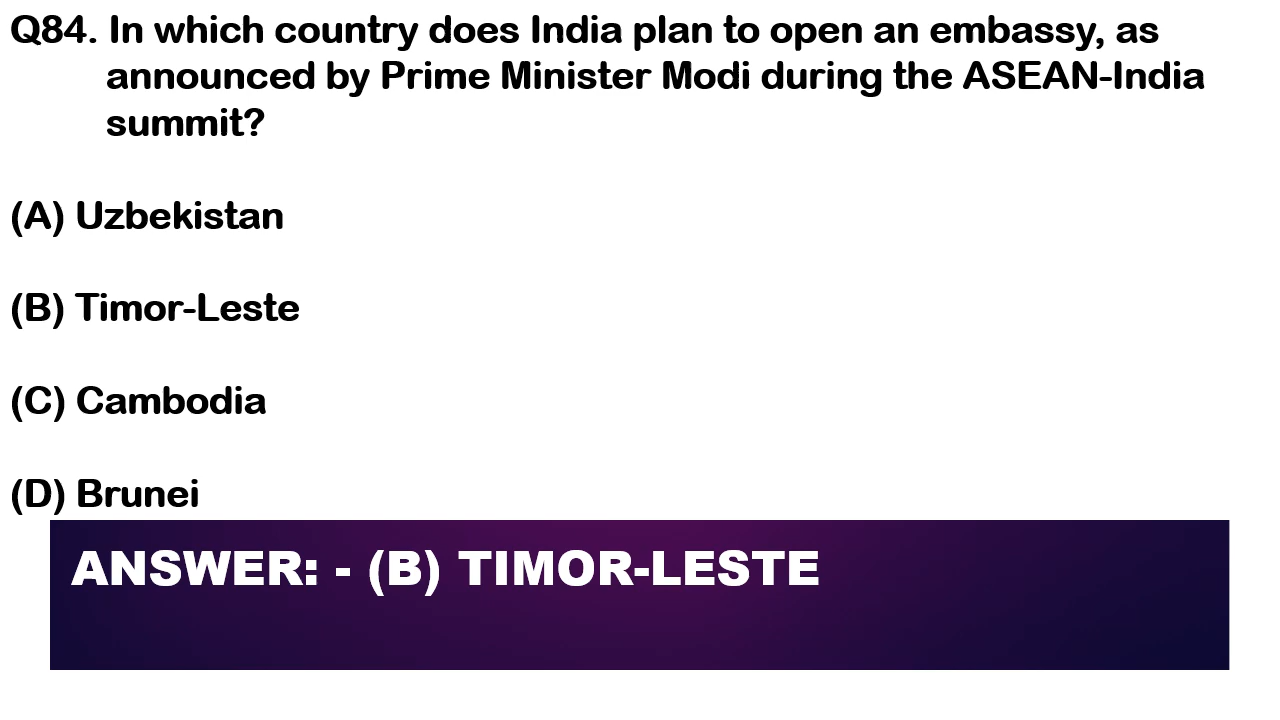 Q84. In which country does India plan to open an embassy, as
announced by Prime Minister Modi during the ASEAN-India
summit?
(A) Uzbekistan
(B) Timor-Leste
(C) Cambodia
(D) Brunei
ANSWER: - (B) TIMOR-LESTE